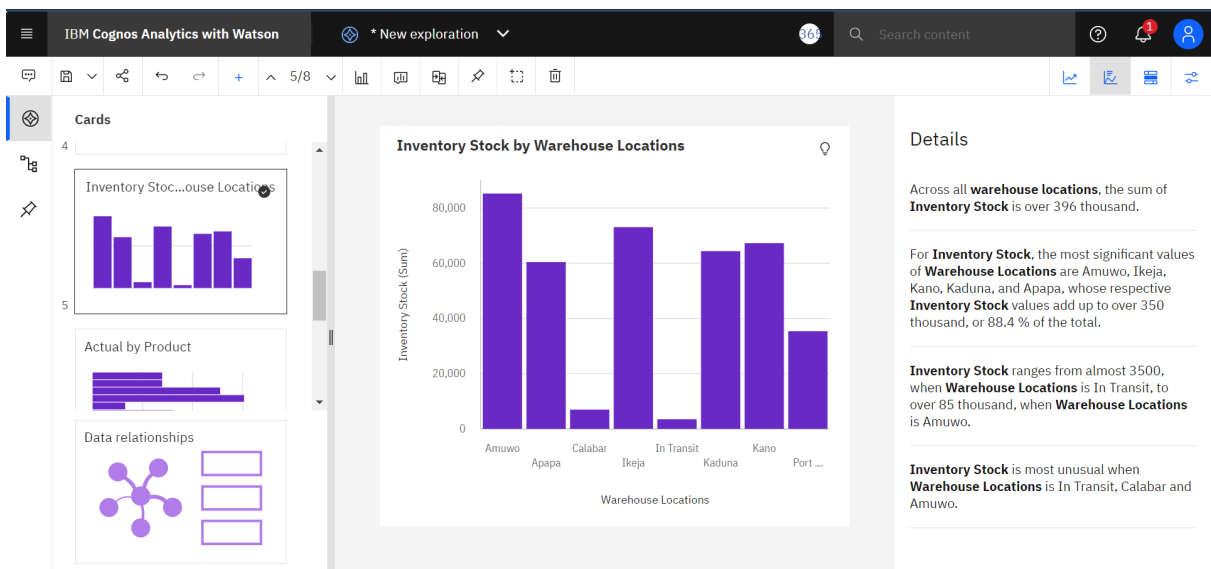 IBM Cognos Analytics with Watson
* New exploration
365
Search content
1
5/8
Cards
4
Inventory Stoc...ouse Locations
5
Actual by Product
Data relationships
Inventory Stock by Warehouse Locations
Inventory Stock (Sum)
80,000
60,000
40,000
20,000
0
Amuwo
Apapa
Calabar
Ikeja
In Transit
Kaduna
Kano
Port ...
Warehouse Locations
Details
Across all warehouse locations, the sum of
Inventory Stock is over 396 thousand.
For Inventory Stock, the most significant values
of Warehouse Locations are Amuwo, Ikeja,
Kano, Kaduna, and Apapa, whose respective
Inventory Stock values add up to over 350
thousand, or 88.4 % of the total.
Inventory Stock ranges from almost 3500,
when Warehouse Locations is In Transit, to
over 85 thousand, when Warehouse Locations
is Amuwo.
Inventory Stock is most unusual when
Warehouse Locations is In Transit, Calabar and
Amuwo.